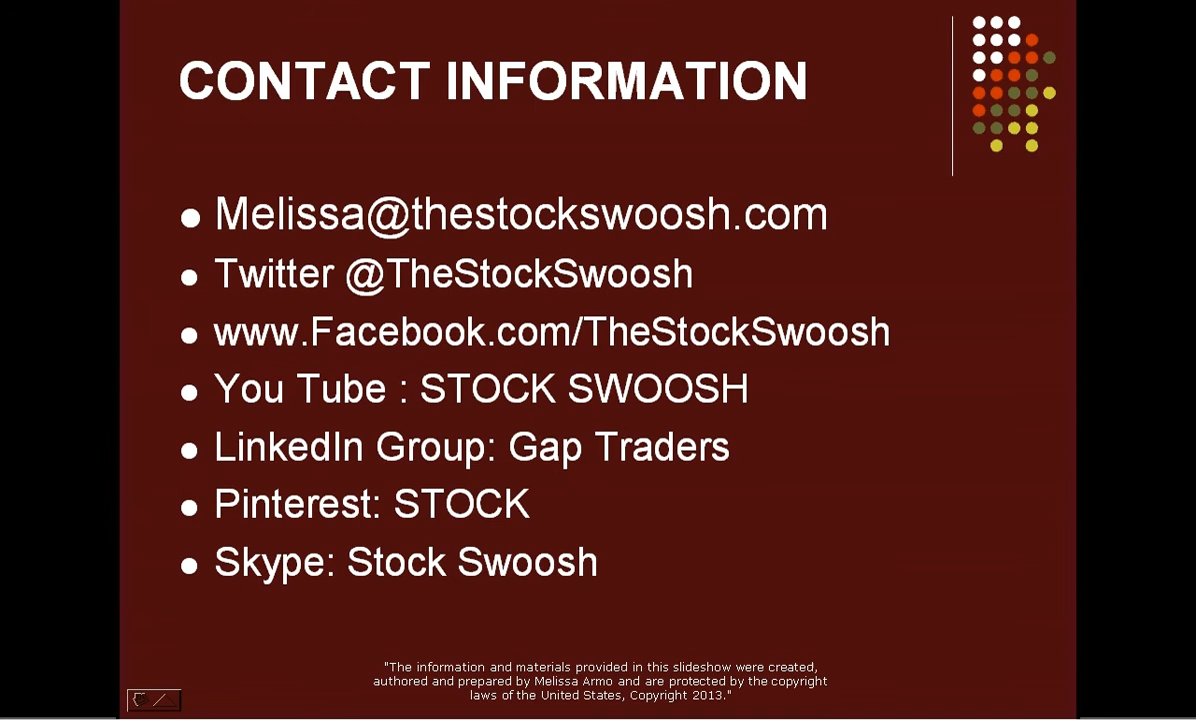 CONTACT INFORMATION
Melissa@thestockswoosh.com
Twitter @TheStockSwoosh
www.Facebook.com/TheStockSwoosh
You Tube : STOCK SWOOSH
LinkedIn Group: Gap Traders
Pinterest: STOCK
Skype: Stock Swoosh
"The information and materials provided in this slideshow were created,
authored and prepared by Melissa Armo and are protected by the copyright
laws of the United States, Copyright 2013."